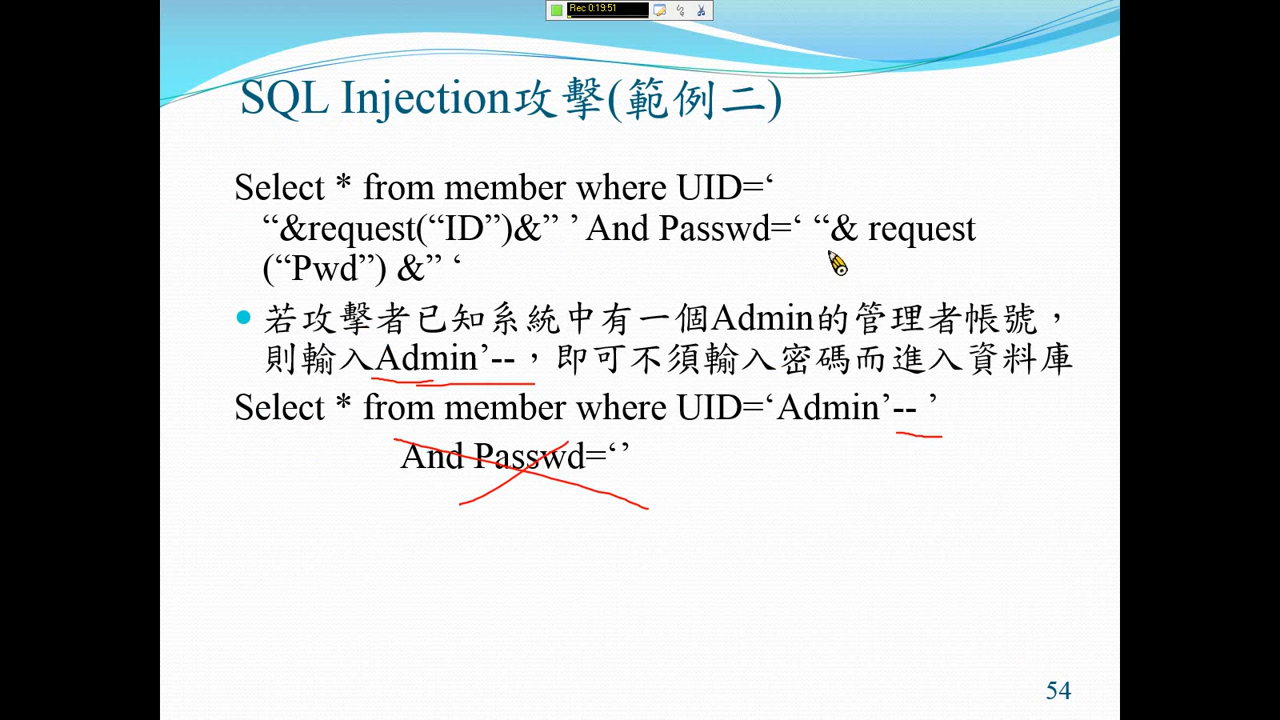 Rec 0:19:51
SQL Injection攻擊(範例二)
Select * from member where UID=‘
“&request(“ID”)&” ’ And Passwd=‘ “& request
(“Pwd”) &” ‘
• 若攻擊者已知系統中有一個Admin的管理者帳號，
則輸入Admin’--，即可不須輸入密碼而進入資料庫
Select * from member where UID=‘Admin’-- ’
And Passwd=‘’
54